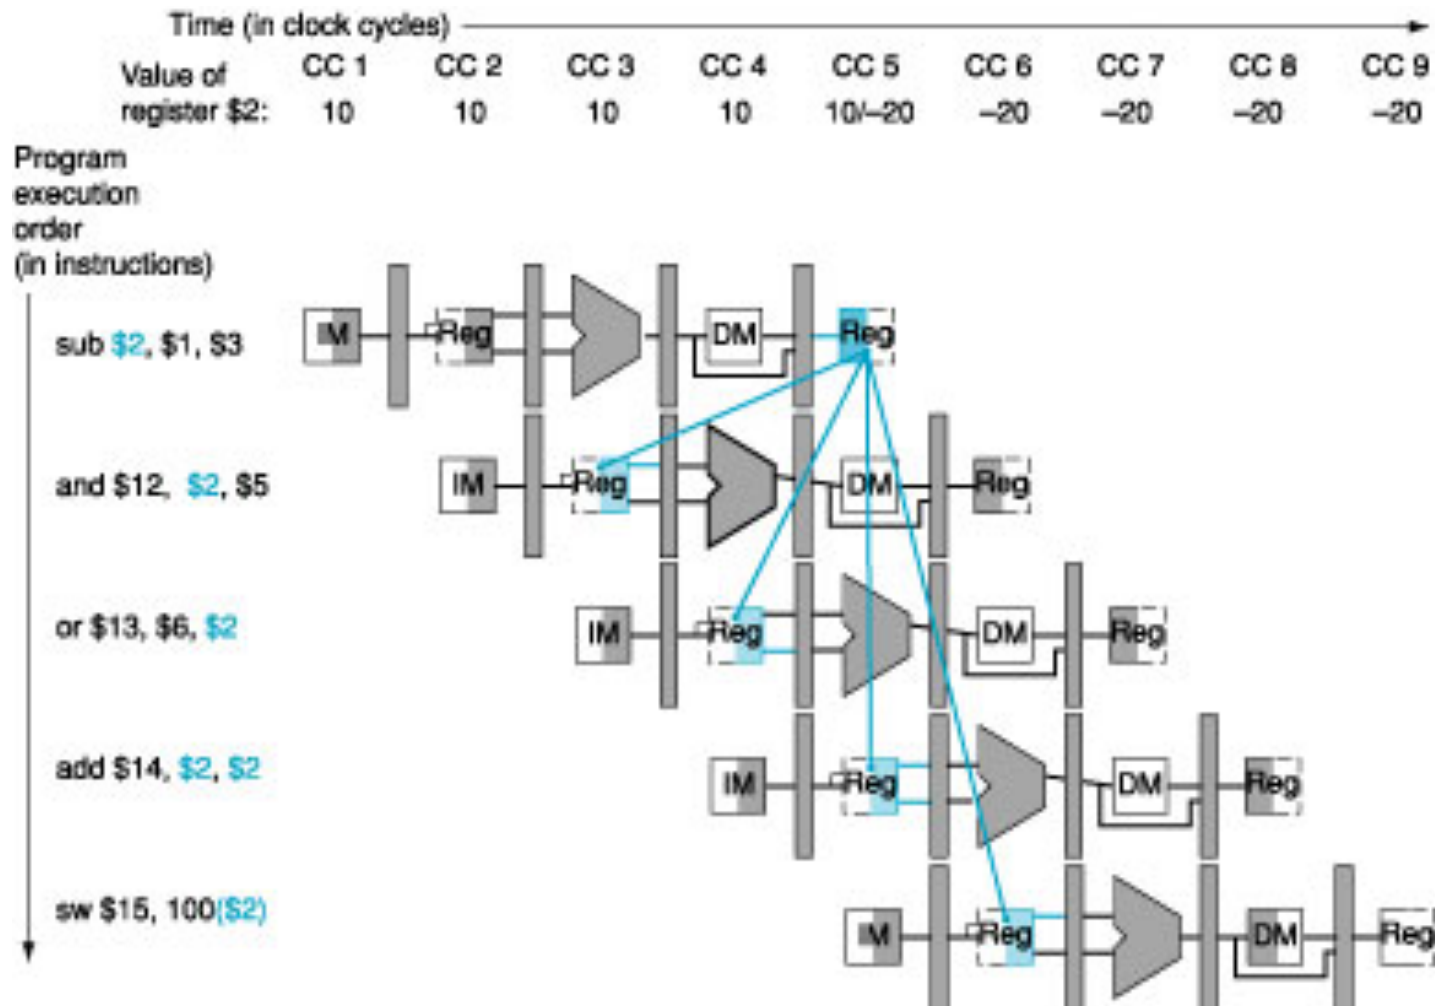 Time (in clock cycles)
CC 1 CC 2 CC 3 CC 4 CC 5 CC 6 CC 7 CC 8 CC 9
Value of
register $2: 10 10 10 10 10/–20 –20 –20 –20 –20
Program
execution
order
(in instructions)
sub $2, $1, $3
IM Reg DM Reg
and $12, $2, $5
IM Reg DM Reg
or $13, $6, $2
IM Reg DM Reg
add $14, $2, $2
IM Reg DM Reg
sw $15, 100($2)
IM Reg DM Reg